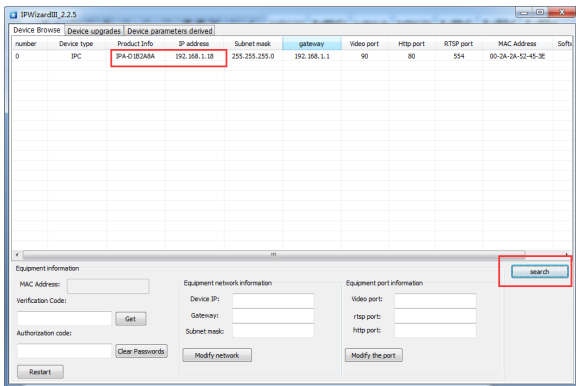 IPWizardIII_2.2.5
Device Browse Device upgrades Device parameters derived
number Device type Product Info IP address Subnet mask gateway Video port Http port RTSP port MAC Address Soft
0 IPC IPA-D1B2A8A 192.168.1.18 255.255.255.0 192.168.1.1 90 80 554 00-2A-2A-52-45-3E
search
Equipment information
MAC Address:
Verification Code:
Get
Authorization code:
Clear Passwords
Restart
Equipment network information
Device IP:
Gateway:
Subnet mask:
Modify network
Equipment port information
Video port:
rtsp port:
http port:
Modify the port